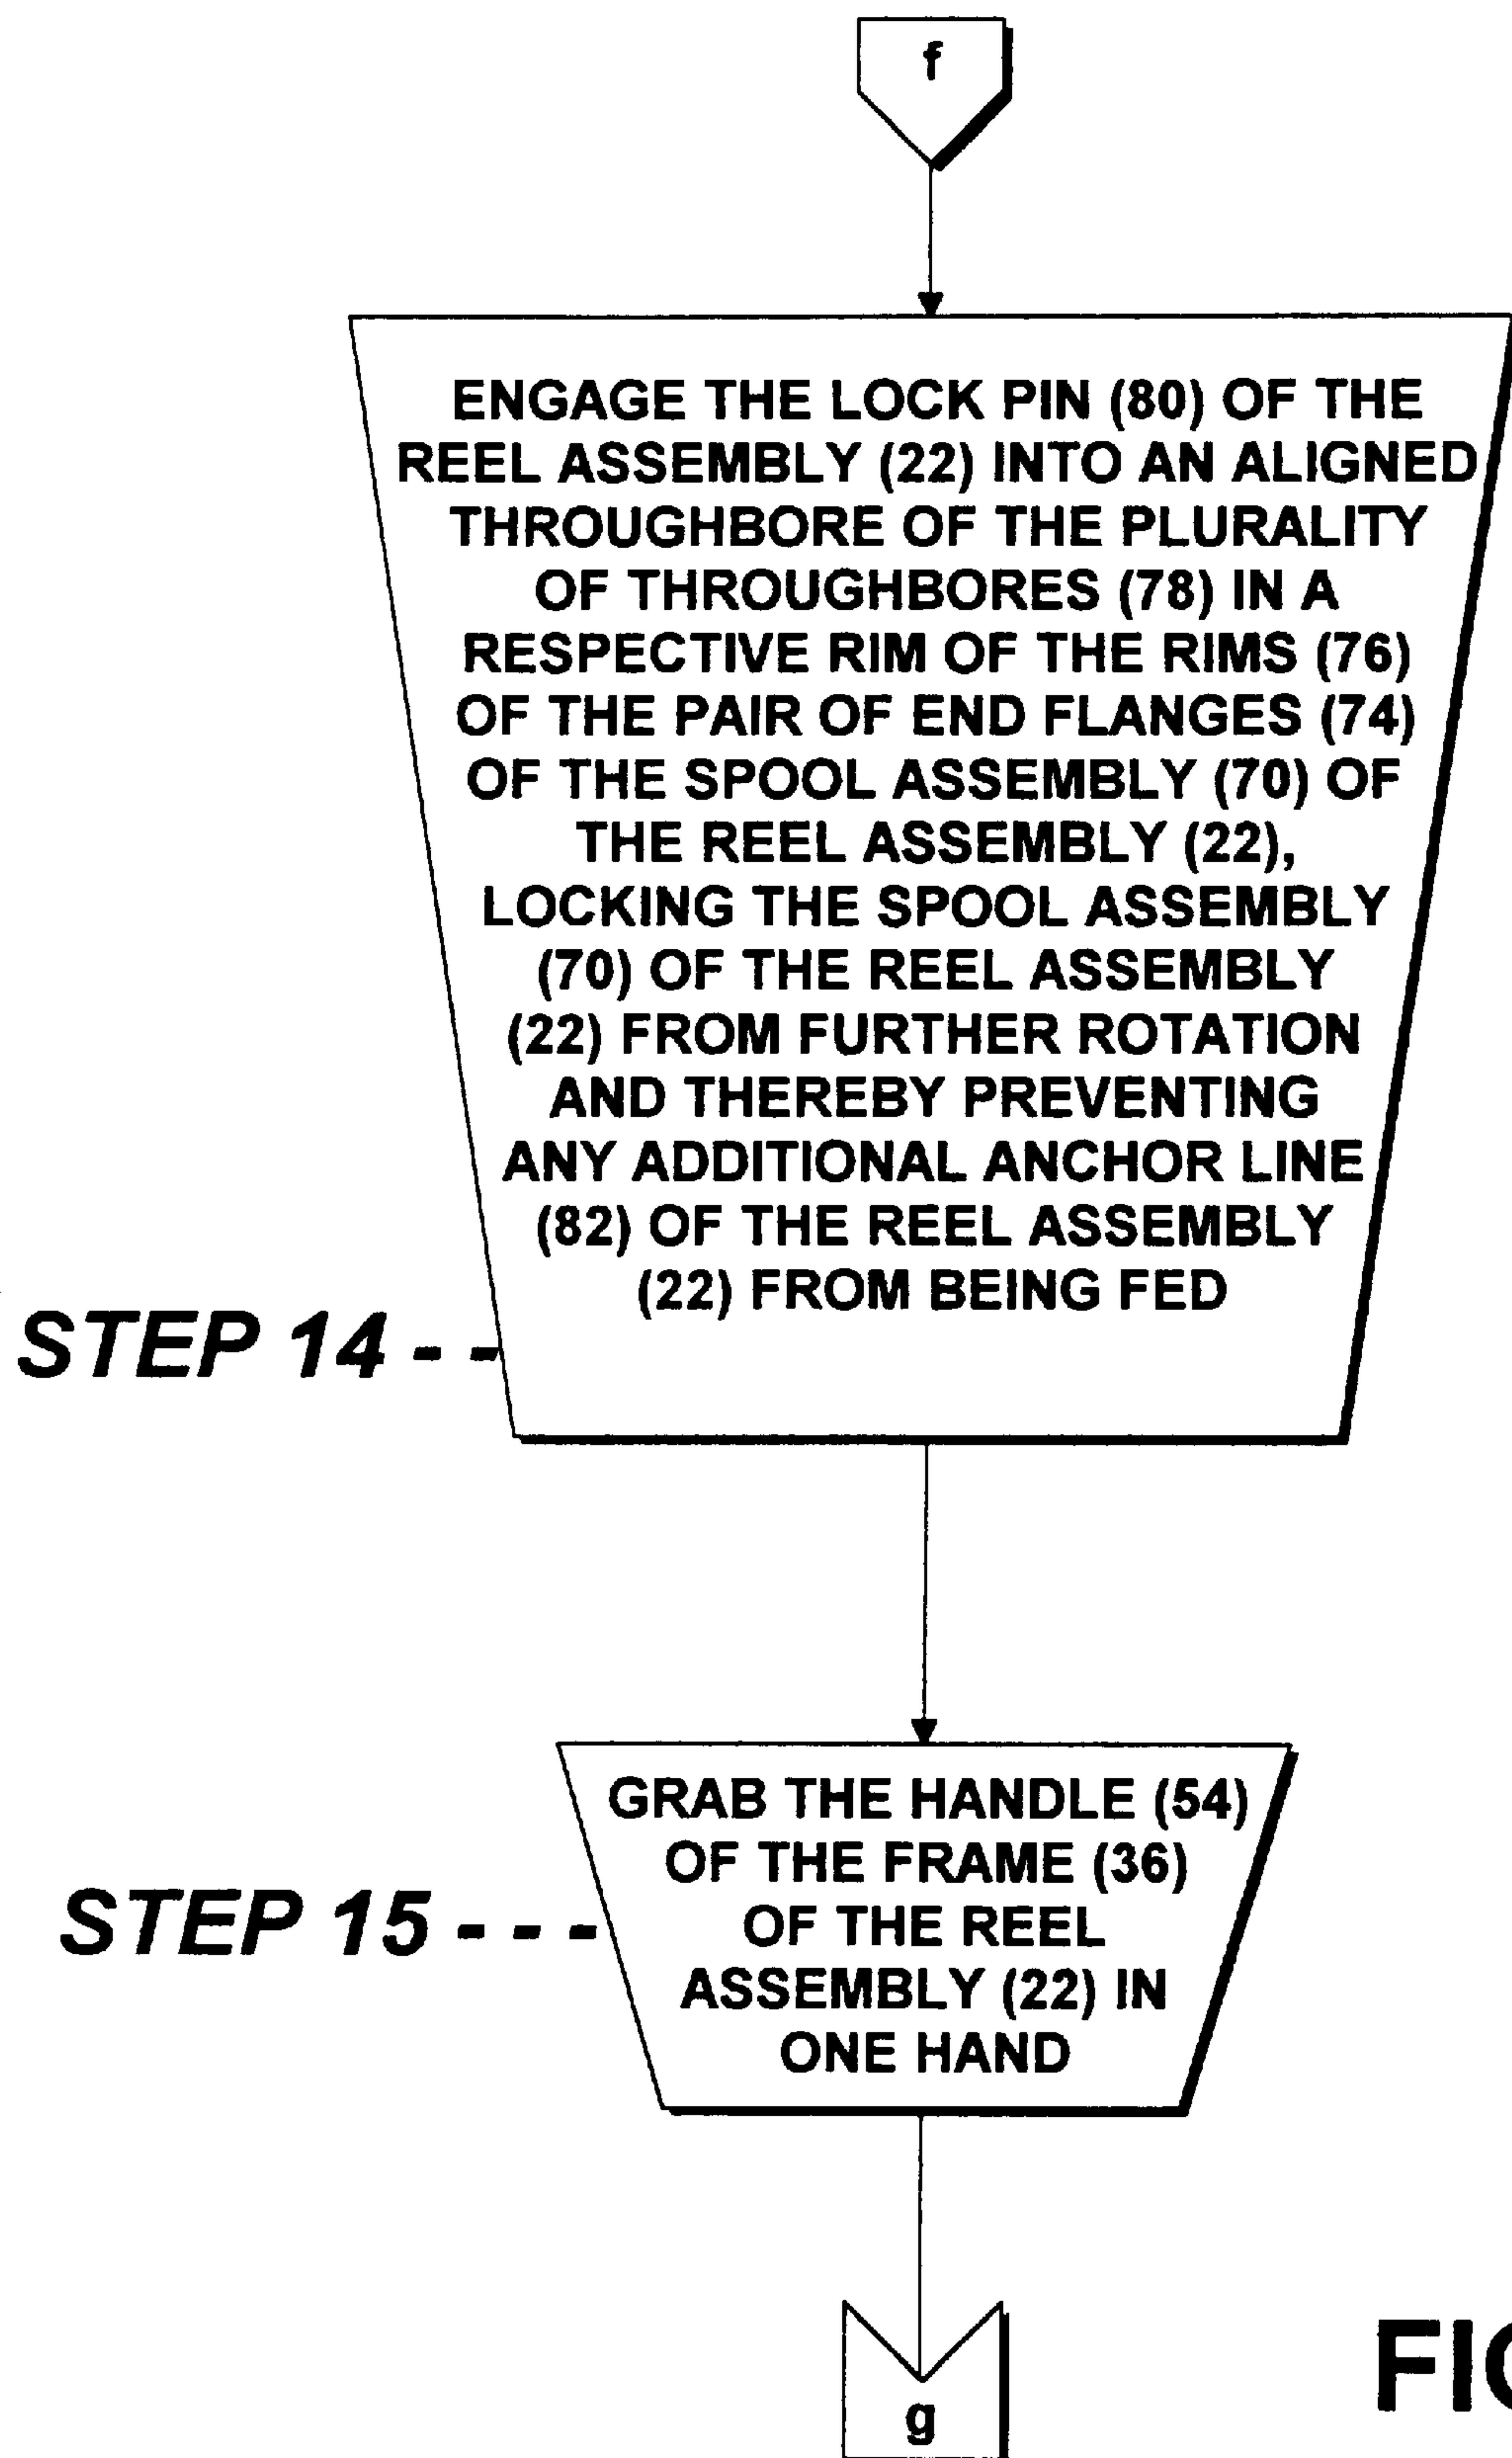 f
ENGAGE THE LOCK PIN (80) OF THE
REEL ASSEMBLY (22) INTO AN ALIGNED
THROUGHBORE OF THE PLURALITY
OF THROUGHBORES (78) IN A
RESPECTIVE RIM OF THE RIMS (76)
OF THE PAIR OF END FLANGES (74)
OF THE SPOOL ASSEMBLY (70) OF
THE REEL ASSEMBLY (22),
LOCKING THE SPOOL ASSEMBLY
(70) OF THE REEL ASSEMBLY
(22) FROM FURTHER ROTATION
AND THEREBY PREVENTING
ANY ADDITIONAL ANCHOR LINE
(82) OF THE REEL ASSEMBLY
(22) FROM BEING FED
STEP 14 - -
GRAB THE HANDLE (54)
OF THE FRAME (36)
OF THE REEL
ASSEMBLY (22) IN
ONE HAND
STEP 15 - - -
g